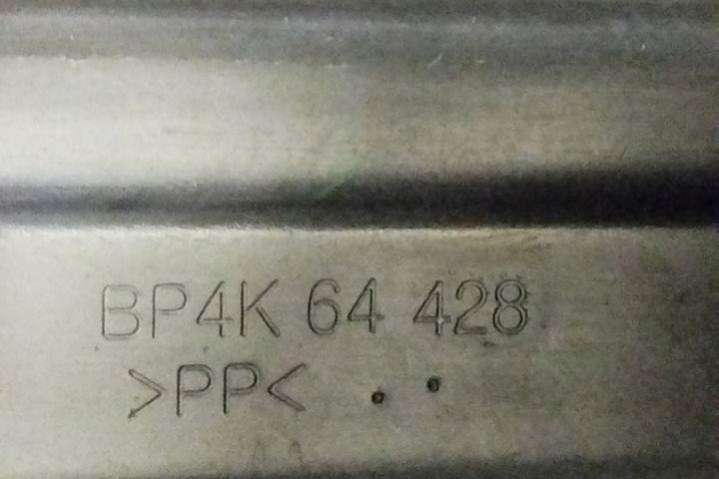 BP4K 64 428
>PP< . .